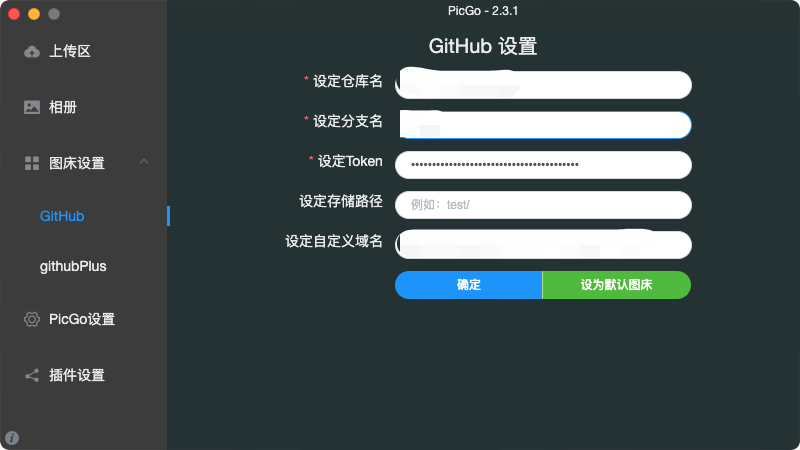 PicGo - 2.3.1
上传区
相册
图床设置
GitHub
githubPlus
PicGo设置
插件设置
GitHub 设置
* 设定仓库名
* 设定分支名
* 设定Token
设定存储路径
例如：test/
设定自定义域名
确定
设为默认图床